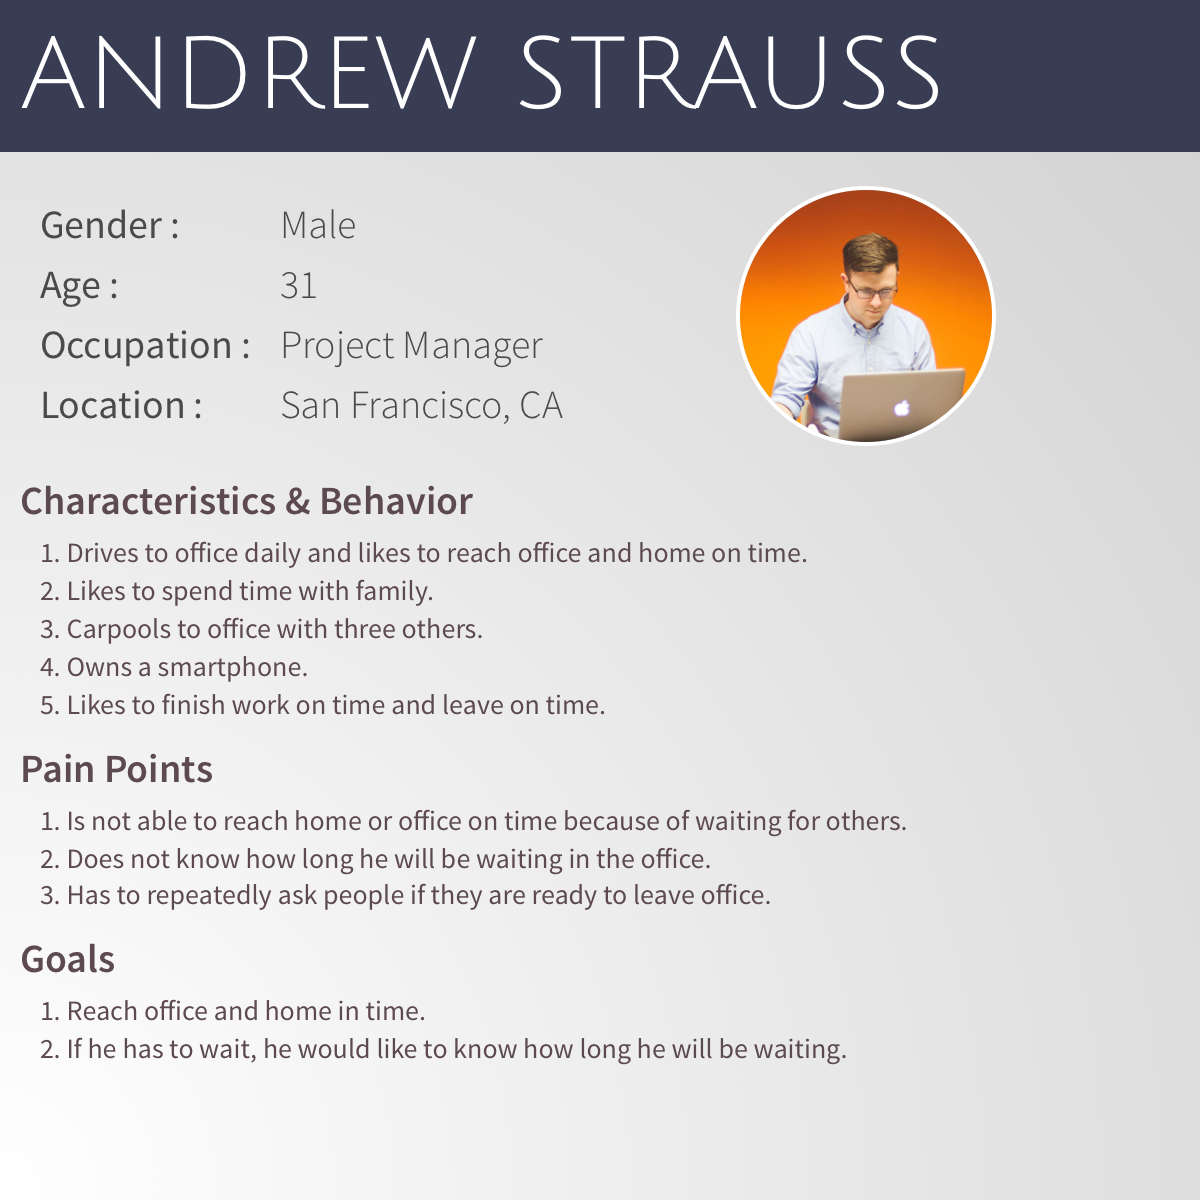 ANDREW STRAUSS
Gender : Male
Age : 31
Occupation : Project Manager
Location : San Francisco, CA
Characteristics & Behavior
1. Drives to office daily and likes to reach office and home on time.
2. Likes to spend time with family.
3. Carpools to office with three others.
4. Owns a smartphone.
5. Likes to finish work on time and leave on time.
Pain Points
1. Is not able to reach home or office on time because of waiting for others.
2. Does not know how long he will be waiting in the office.
3. Has to repeatedly ask people if they are ready to leave office.
Goals
1. Reach office and home in time.
2. If he has to wait, he would like to know how long he will be waiting.